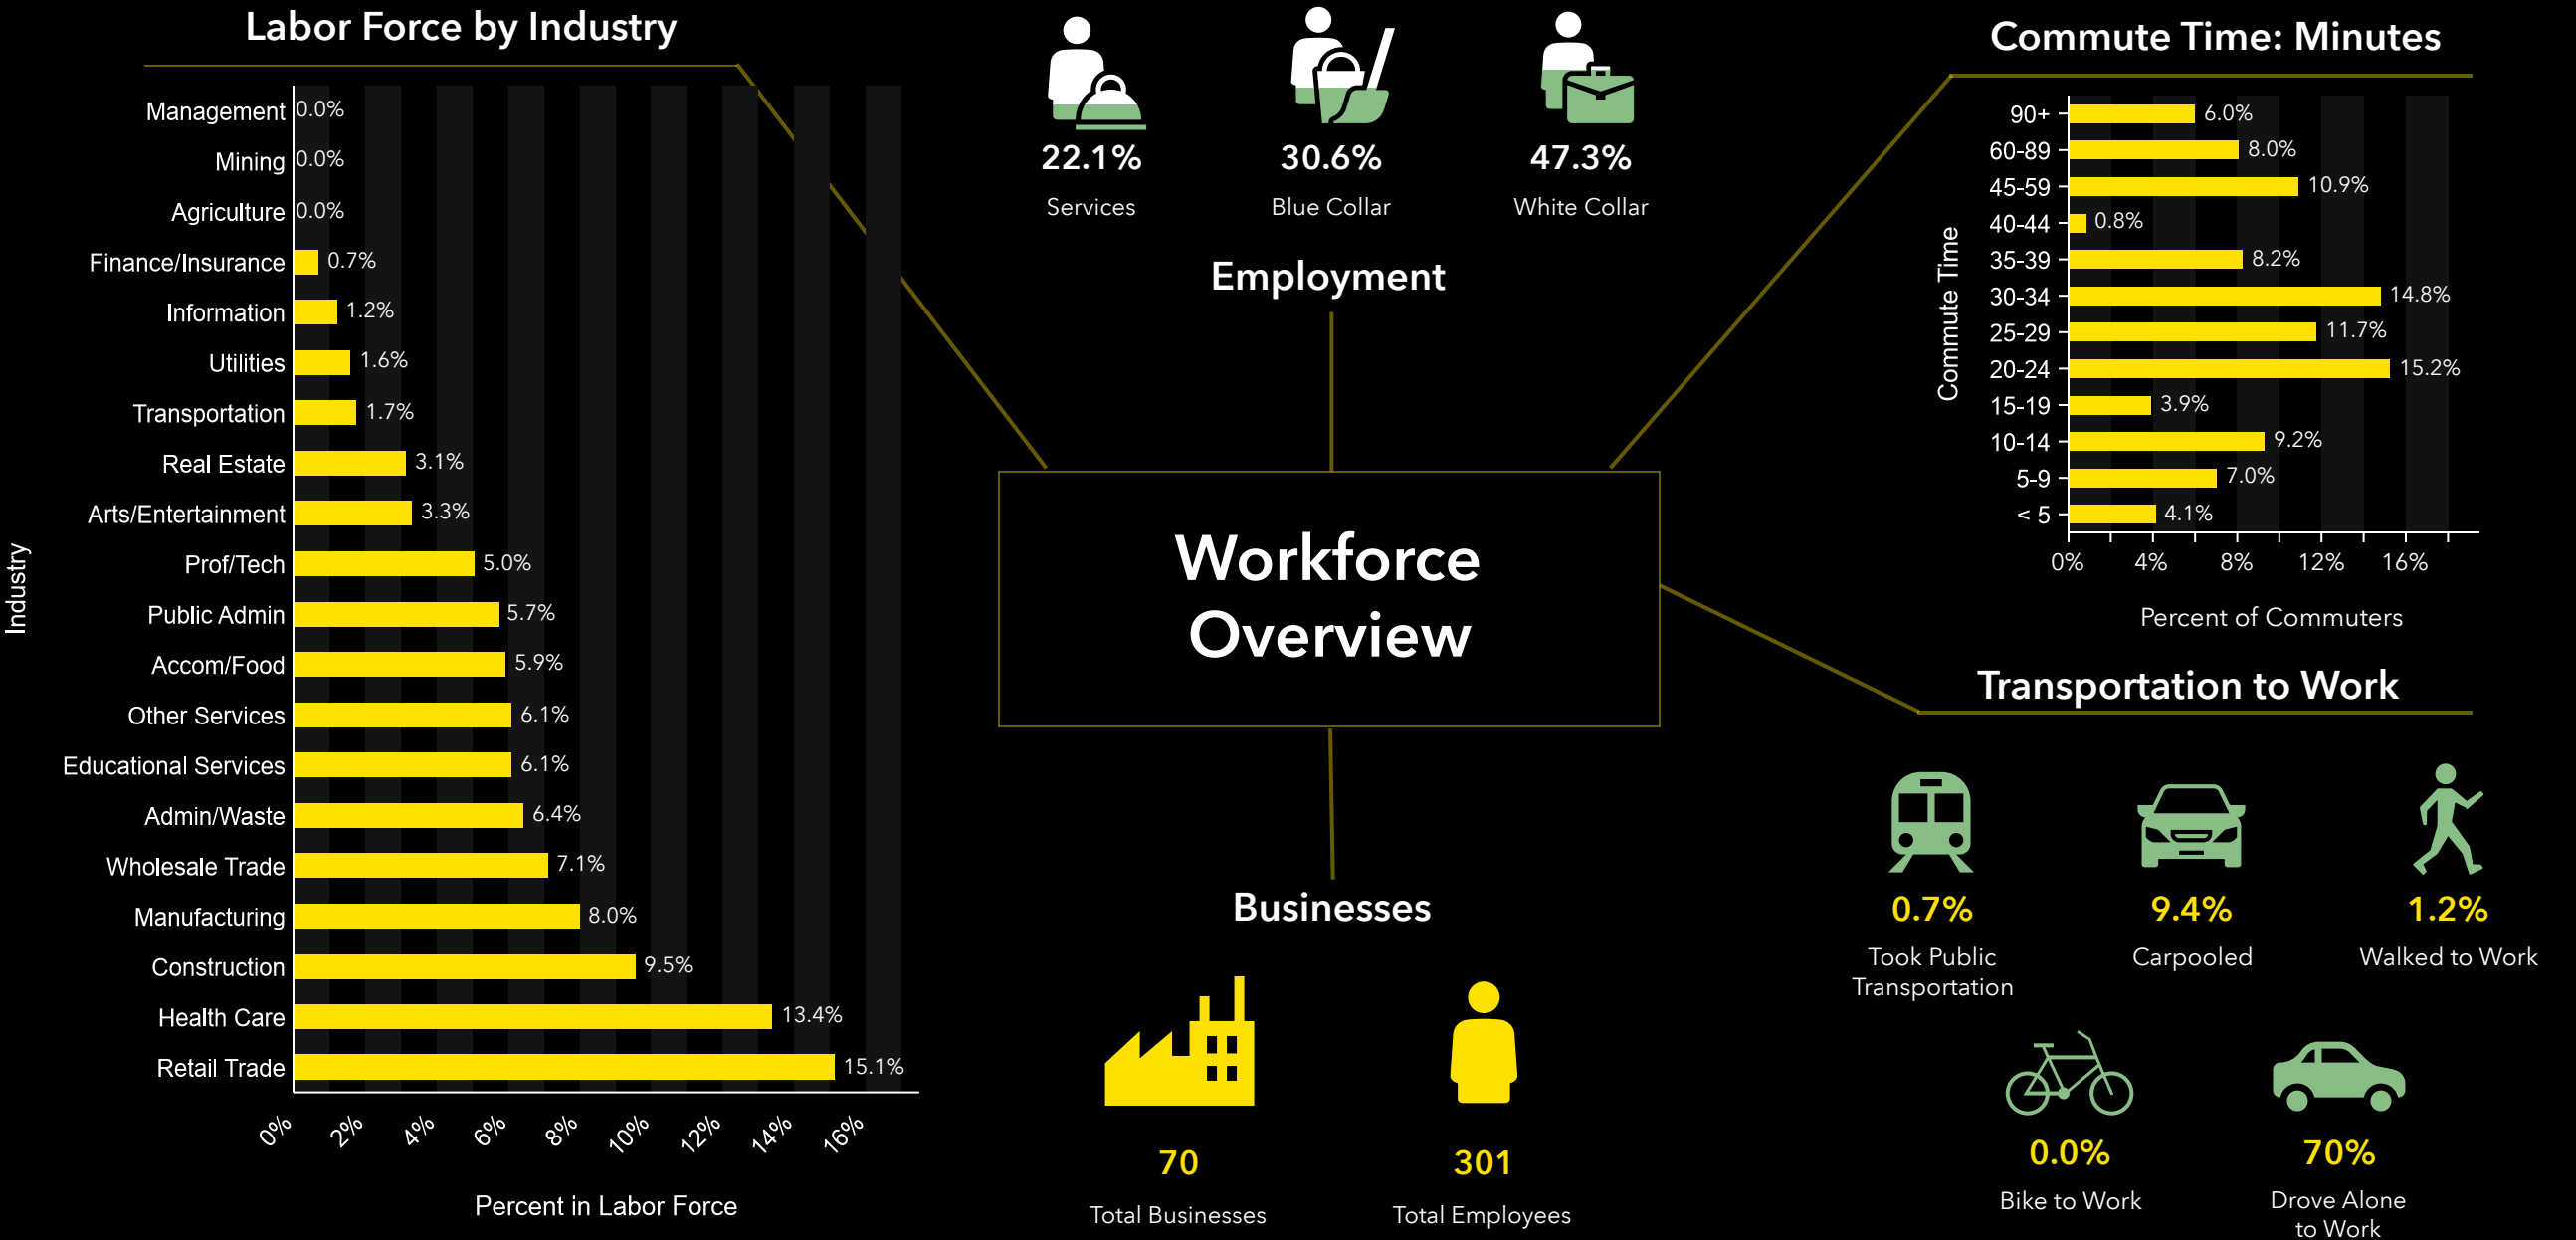 Labor Force by Industry
Industry
Management 0.0%
Mining 0.0%
Agriculture 0.0%
Finance/Insurance 0.7%
Information 1.2%
Utilities 1.6%
Transportation 1.7%
Real Estate 3.1%
Arts/Entertainment 3.3%
Prof/Tech 5.0%
Public Admin 5.7%
Accom/Food 5.9%
Other Services 6.1%
Educational Services 6.1%
Admin/Waste 6.4%
Wholesale Trade 7.1%
Manufacturing 8.0%
Construction 9.5%
Health Care 13.4%
Retail Trade 15.1%
0% 2% 4% 6% 8% 10% 12% 14% 16%
Percent in Labor Force
22.1% 30.6% 47.3%
Services Blue Collar White Collar
Employment
Workforce
Overview
Businesses
70 301
Total Businesses Total Employees
Commute Time: Minutes
Commute Time
90+ 6.0%
60-89 8.0%
45-59 10.9%
40-44 0.8%
35-39 8.2%
30-34 14.8%
25-29 11.7%
20-24 15.2%
15-19 3.9%
10-14 9.2%
5-9 7.0%
< 5 4.1%
0% 4% 8% 12% 16%
Percent of Commuters
Transportation to Work
0.7% 9.4% 1.2%
Took Public Carpooled Walked to Work
Transportation
0.0% 70%
Bike to Work Drove Alone
to Work